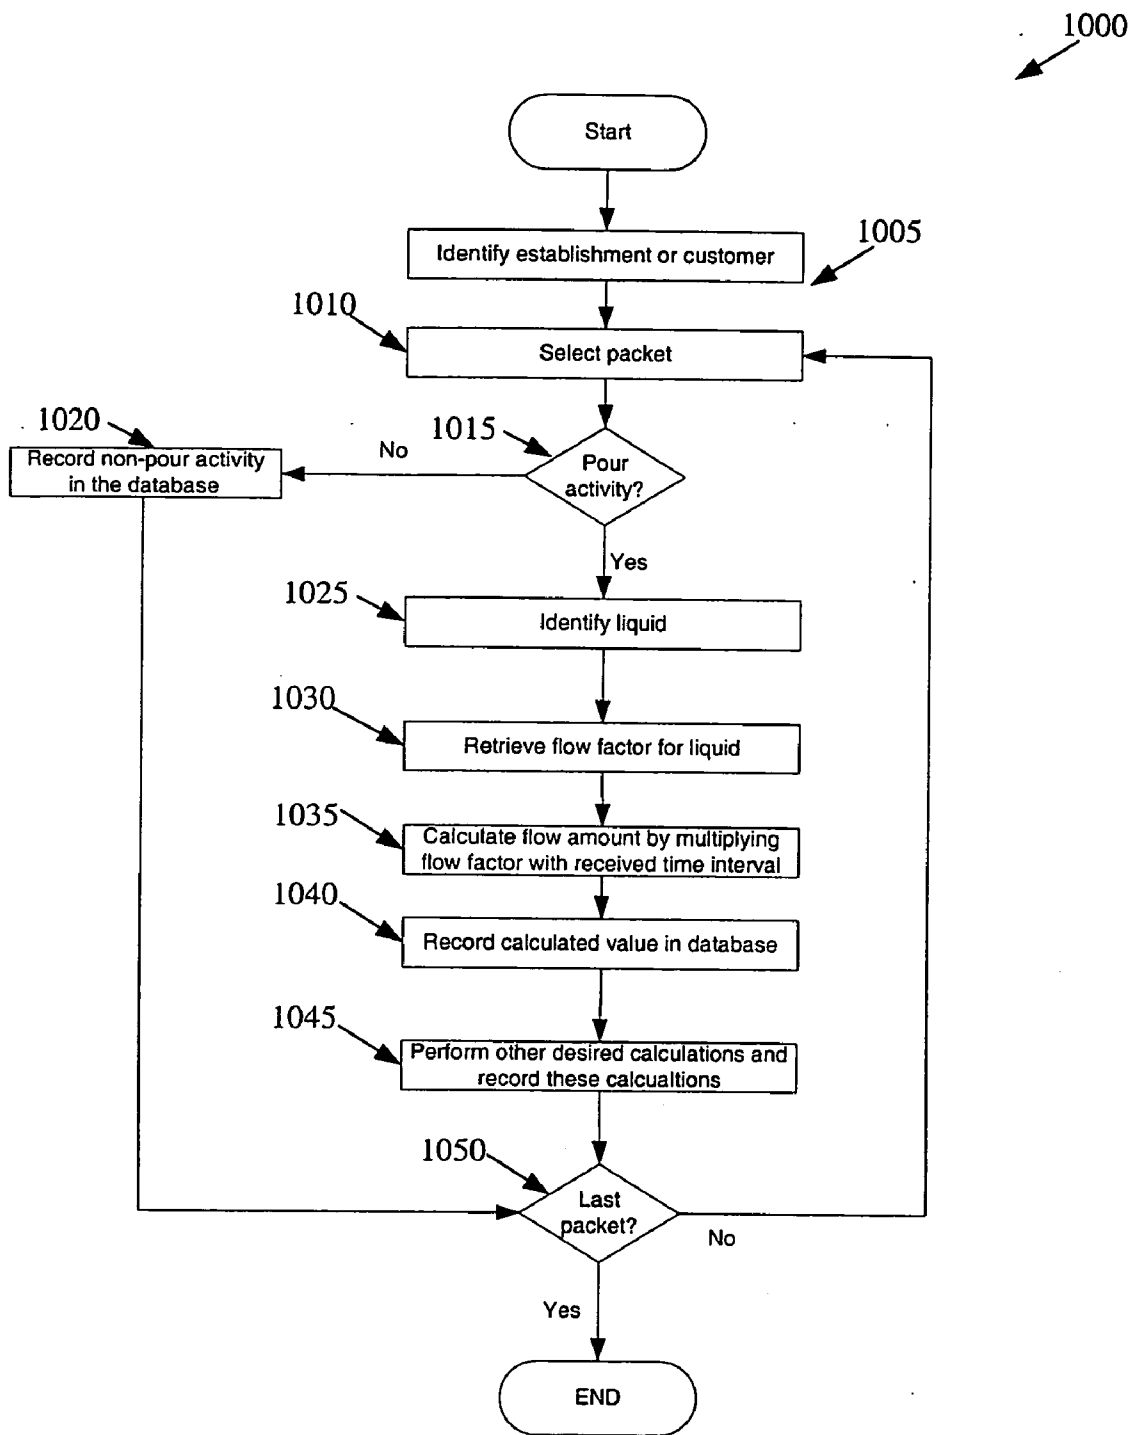 1000
Start
Identify establishment or customer
1005
1010
Select packet
1020
1015
Record non-pour activity
in the database
No
Pour
activity?
Yes
1025
Identify liquid
1030
Retrieve flow factor for liquid
1035
Calculate flow amount by multiplying
flow factor with received time interval
1040
Record calculated value in database
1045
Perform other desired calculations and
record these calcualtions
1050
Last
packet?
No
Yes
END